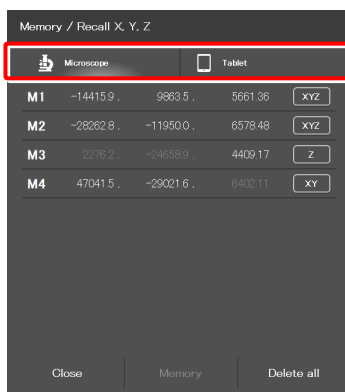 Memory / Recall X, Y, Z
Microscope Tablet
M1 -14415.9 , 9863.5 , 5661.36 XYZ
M2 -28262.8 , -11950.0 , 6578.48 XYZ
M3 2276.2 , -24658.9 , 4409.17 Z
M4 47041.5 , -29021.6 , 6402.11 XY
Close Memory Delete all